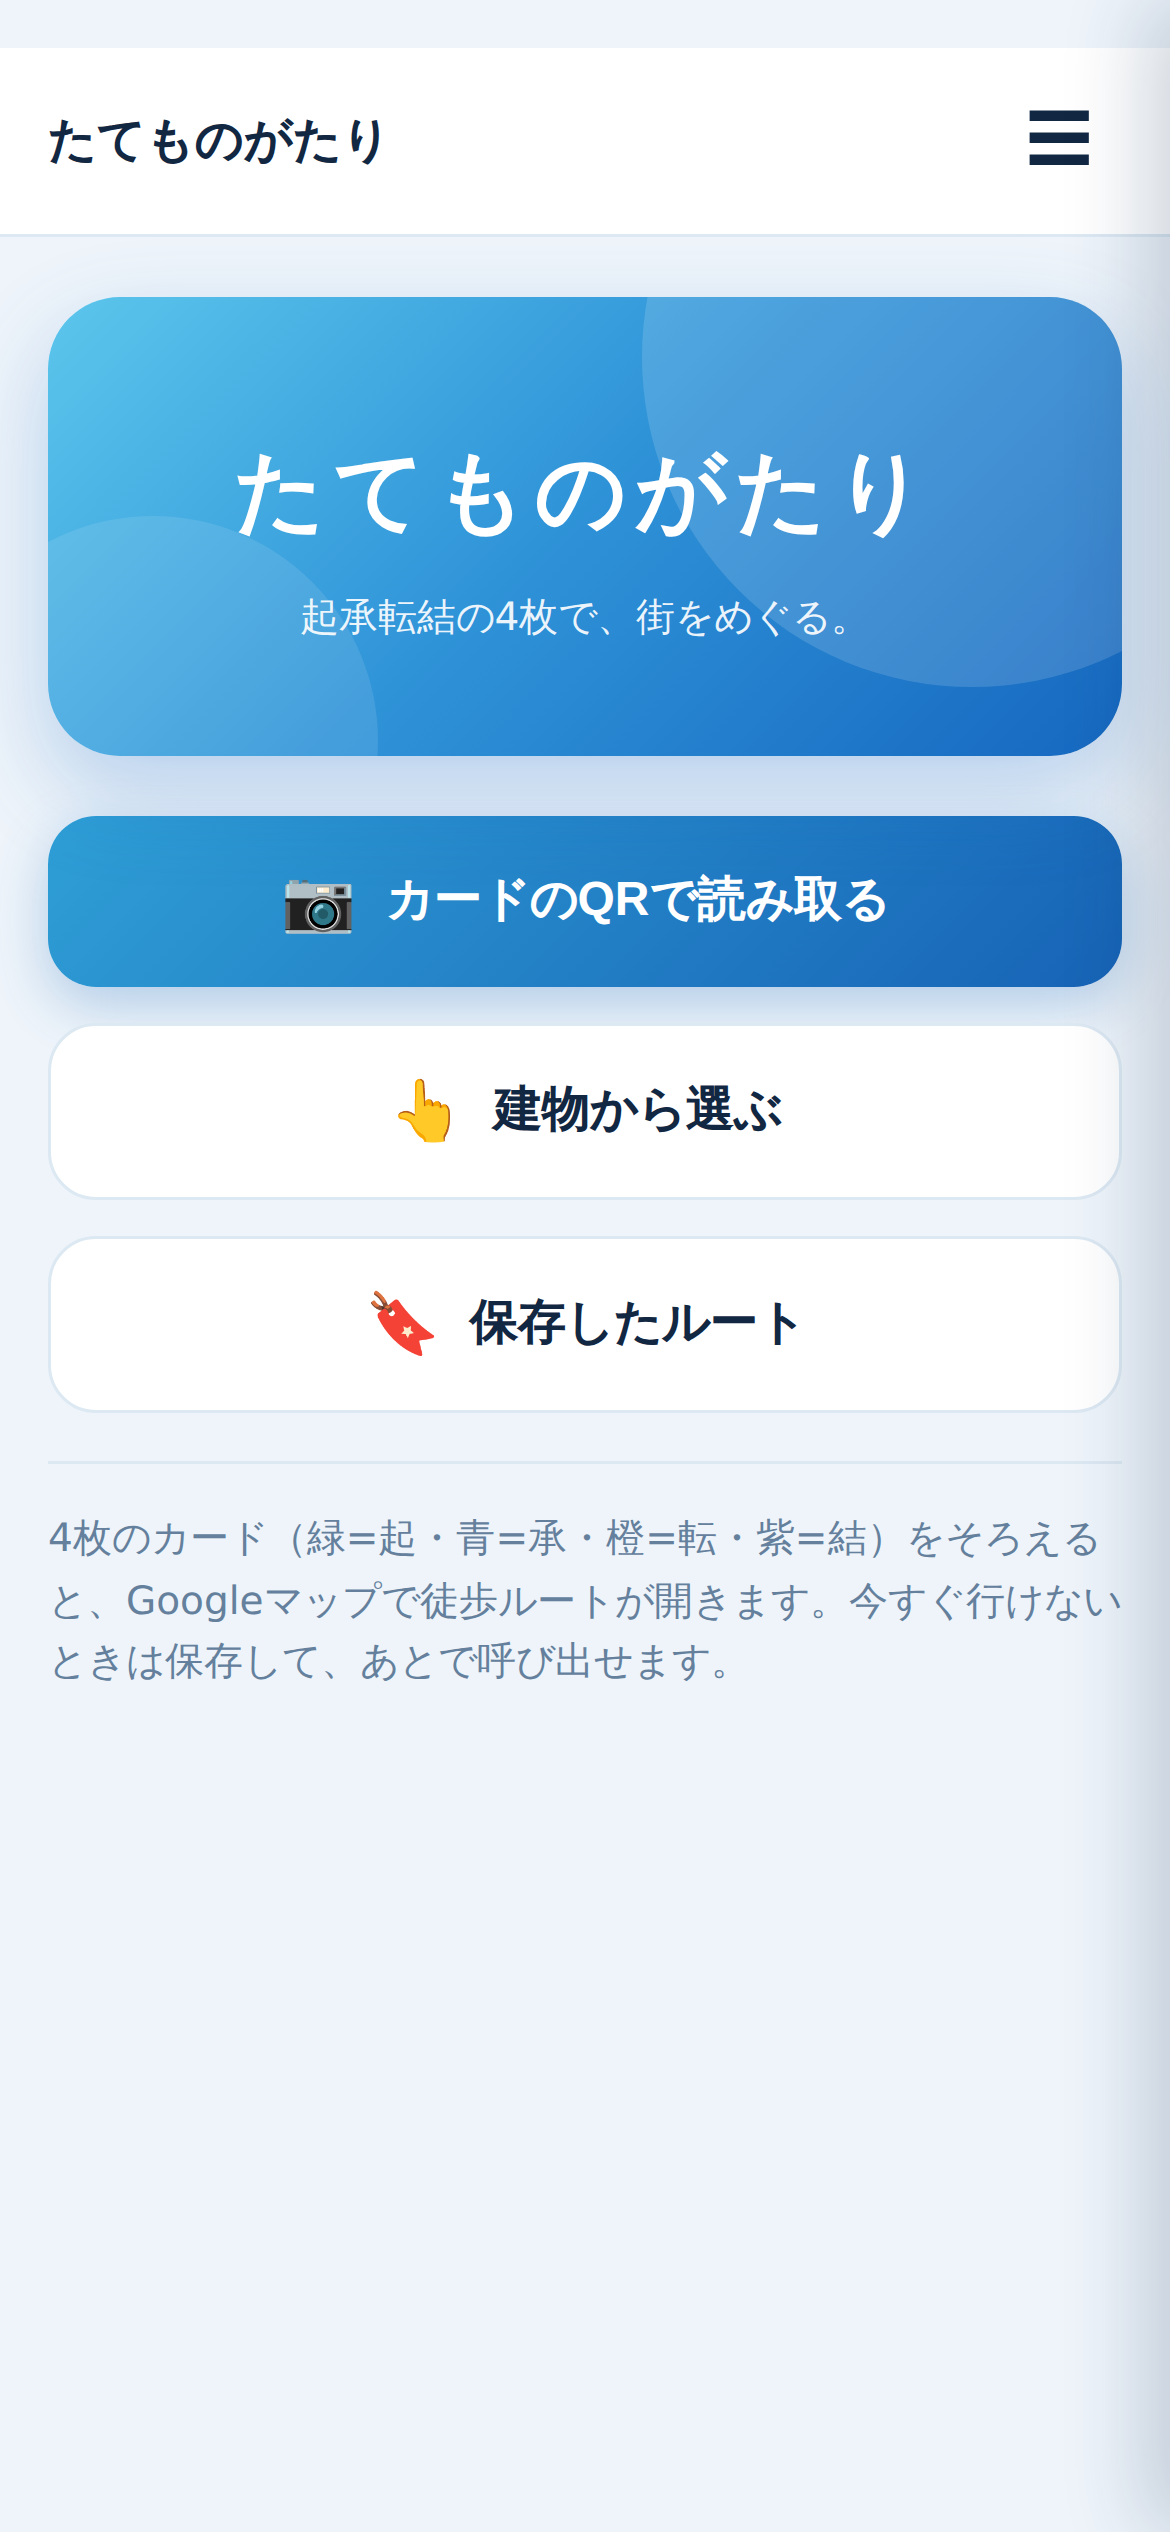 たてものがたり
たてものがたり
起承転結の4枚で、街をめぐる。
カードのQRで読み取る
建物から選ぶ
保存したルート
4枚のカード（緑=起・青=承・橙=転・紫=結）をそろえる
と、Googleマップで徒歩ルートが開きます。今すぐ行けない
ときは保存して、あとで呼び出せます。